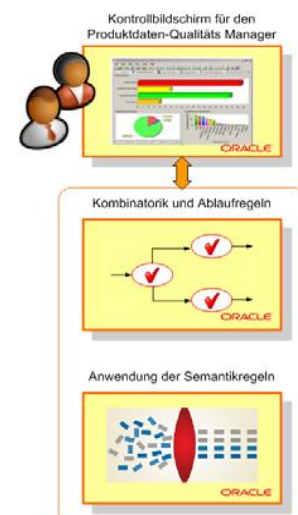 Kontrollbildschirm für den
Produktdaten-Qualitäts Manager
ORACLE
Kombinatorik und Ablaufregeln
ORACLE
Anwendung der Semantikregeln
ORACLE